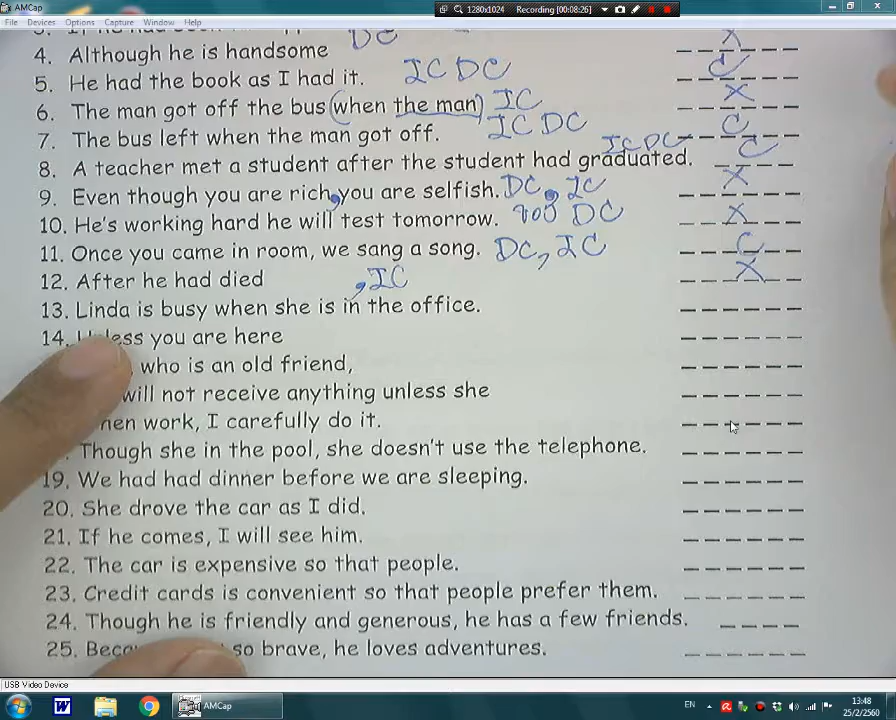 AMCap
1280x1024 Recording [00:08:26]
File Devices Options Capture Window Help
DC X
4. Although he is handsome
IC DC C
5. He had the book as I had it.
6. The man got off the bus (when the man) IC X
7. The bus left when the man got off. IC DC C
IC DC
8. A teacher met a student after the student had graduated. C
9. Even though you are rich, you are selfish. DC, IC X
10. He's working hard he will test tomorrow. DC X
11. Once you came in room, we sang a song. DC, IC C
12. After he had died , IC X
13. Linda is busy when she is in the office.
14. you are here
who is an old friend,
will not receive anything unless she
work, I carefully do it.
Though she in the pool, she doesn't use the telephone.
19. We had had dinner before we are sleeping.
20. She drove the car as I did.
21. If he comes, I will see him.
22. The car is expensive so that people.
23. Credit cards is convenient so that people prefer them.
24. Though he is friendly and generous, he has a few friends.
25. so brave, he loves adventures.
USB Video Device
AMCap
EN 13:48
25/2/2560